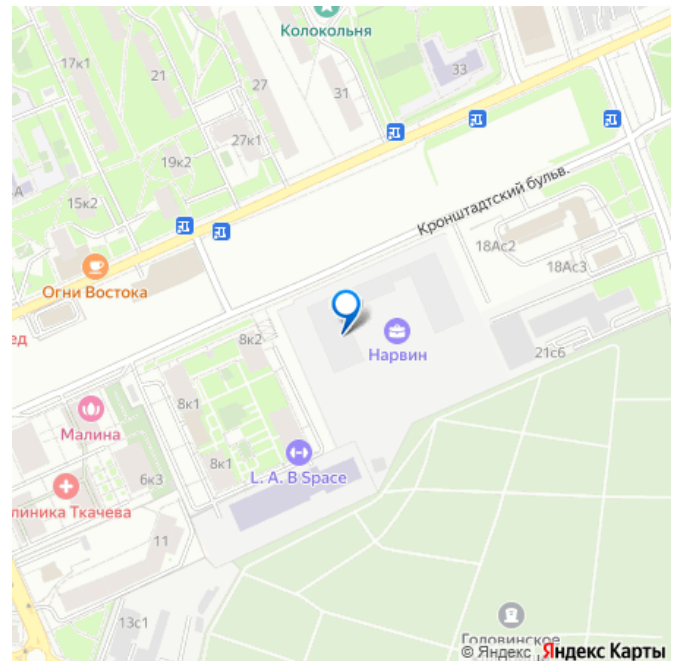 Колокольня
17к1
21
27
31
33
27к1
19к2
15к2
А
Кронштадтский бульв.
18Ас2
18Ас3
Огни Востока
ед
8к2
Нарвин
21с6
8к1
Малина
8к1
L. A. B Space
6к3
линика Ткачева
11
13с1
Головинское
© Яндекс Яндекс Карты